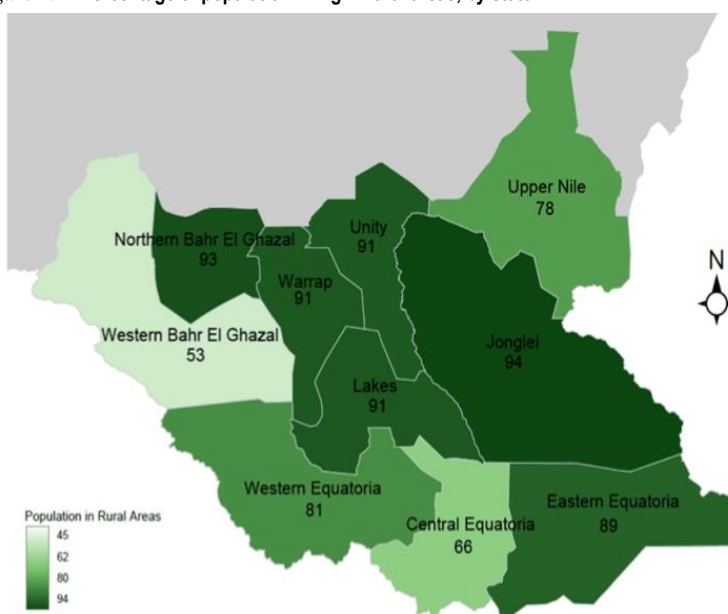 Upper Nile
78
Unity
91
Northern Bahr El Ghazal
93
Warrap
91
Western Bahr El Ghazal
53
Jonglei
94
Lakes
91
Western Equatoria
81
Central Equatoria
66
Eastern Equatoria
89
N
Population in Rural Areas
45
62
80
94